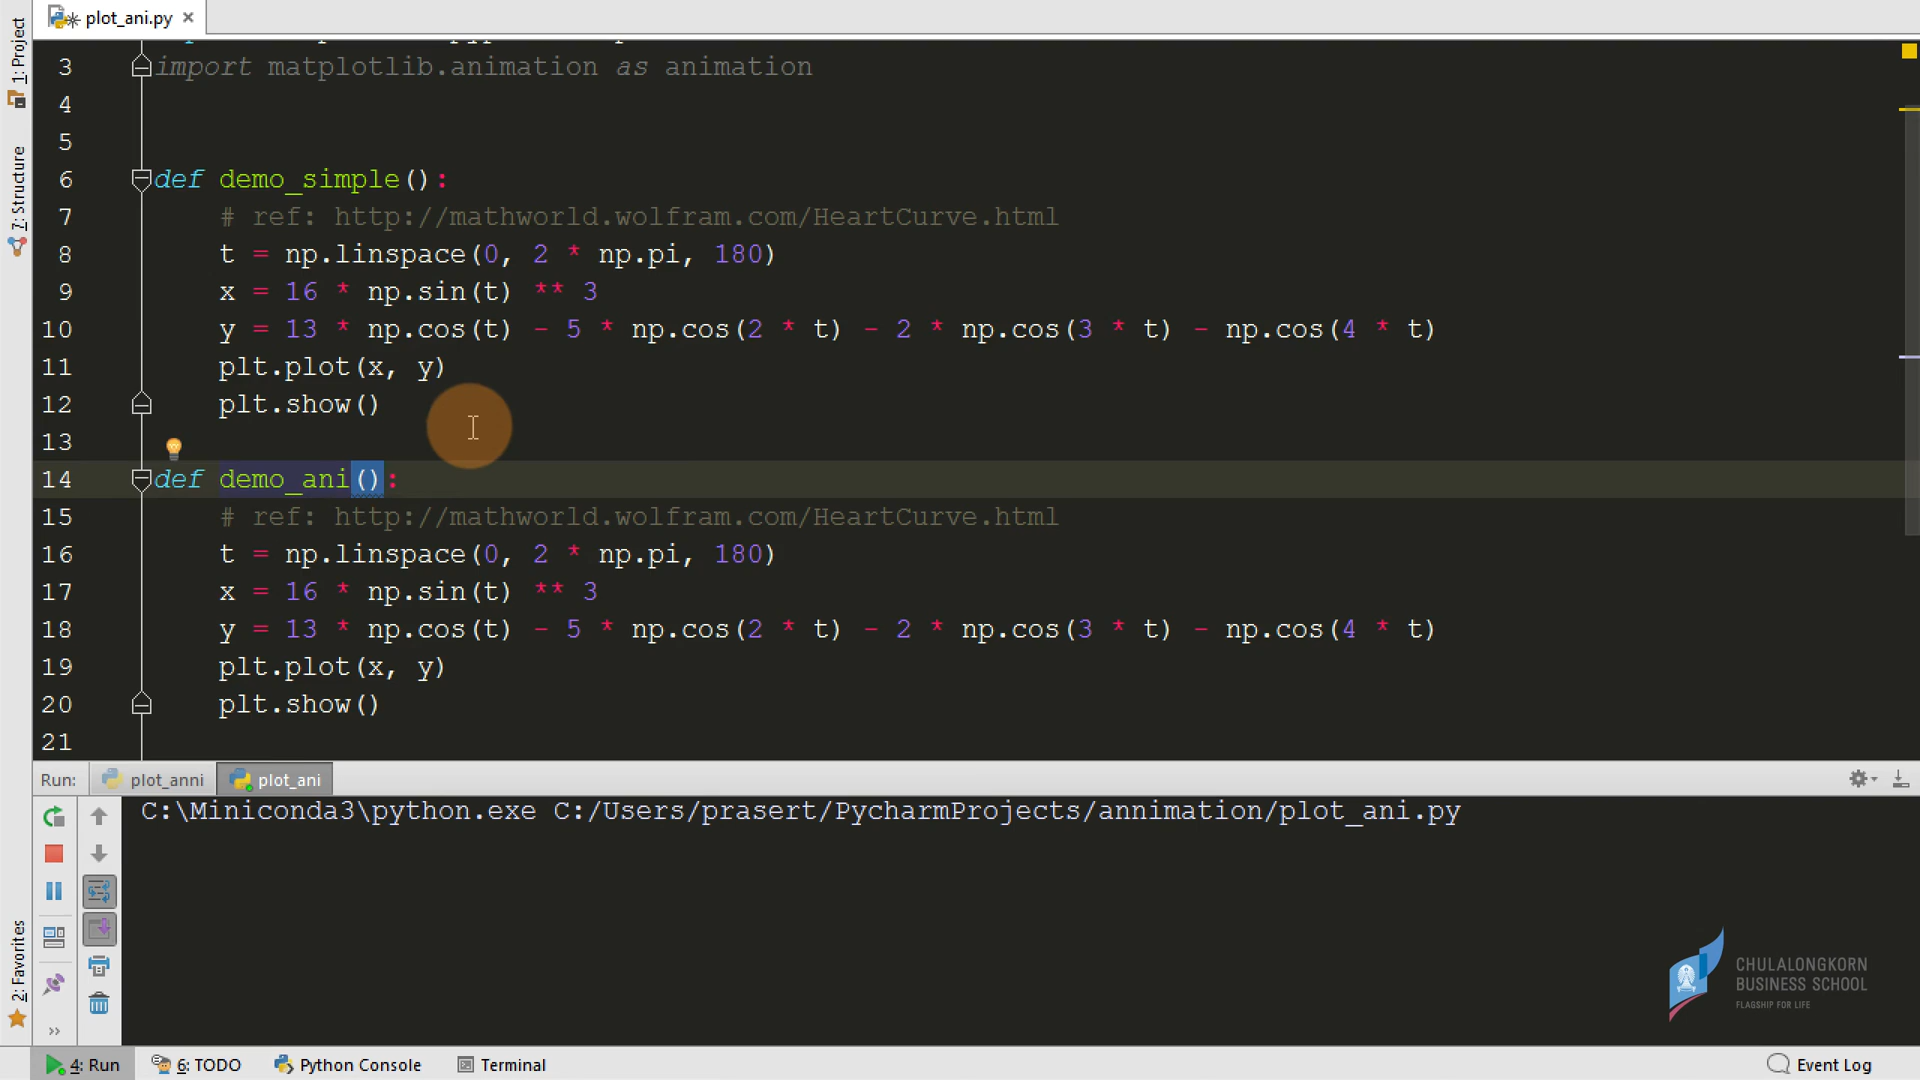 plot_ani.py
1: Project
7: Structure
2: Favorites
3 import matplotlib.animation as animation
4
5
6 def demo_simple():
7 # ref: http://mathworld.wolfram.com/HeartCurve.html
8 t = np.linspace(0, 2 * np.pi, 180)
9 x = 16 * np.sin(t) ** 3
10 y = 13 * np.cos(t) - 5 * np.cos(2 * t) - 2 * np.cos(3 * t) - np.cos(4 * t)
11 plt.plot(x, y)
12 plt.show()
13
14 def demo_ani():
15 # ref: http://mathworld.wolfram.com/HeartCurve.html
16 t = np.linspace(0, 2 * np.pi, 180)
17 x = 16 * np.sin(t) ** 3
18 y = 13 * np.cos(t) - 5 * np.cos(2 * t) - 2 * np.cos(3 * t) - np.cos(4 * t)
19 plt.plot(x, y)
20 plt.show()
21
Run: plot_anni plot_ani
C:\Miniconda3\python.exe C:/Users/prasert/PycharmProjects/annimation/plot_ani.py
CHULALONGKORN
BUSINESS SCHOOL
FLAGSHIP FOR LIFE
4: Run 6: TODO Python Console Terminal Event Log